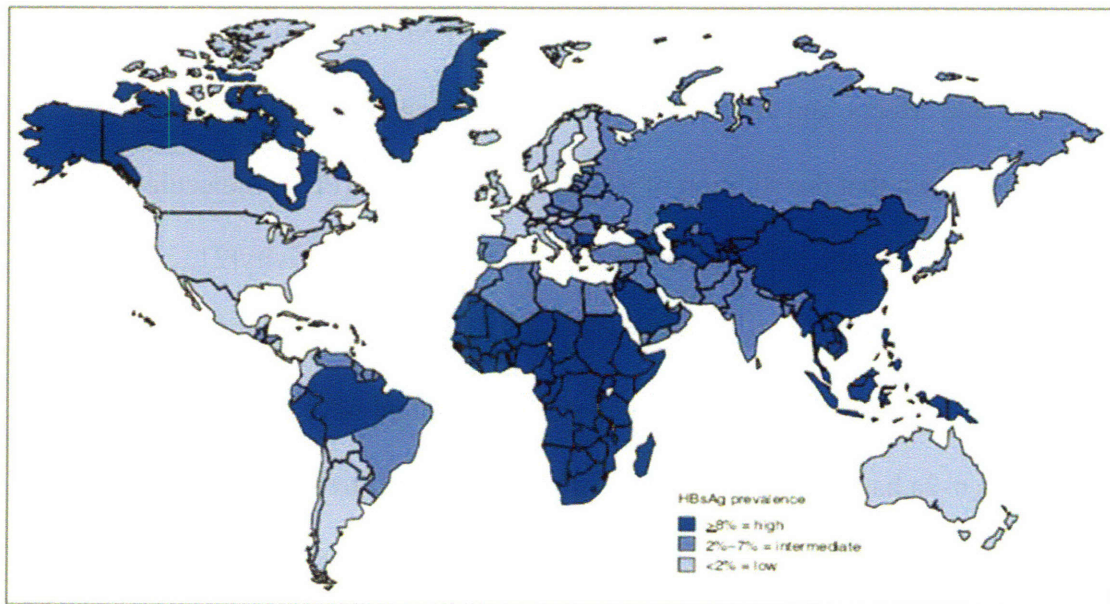 HBsAg prevalence
≥8% = high
2%–7% = intermediate
<2% = low